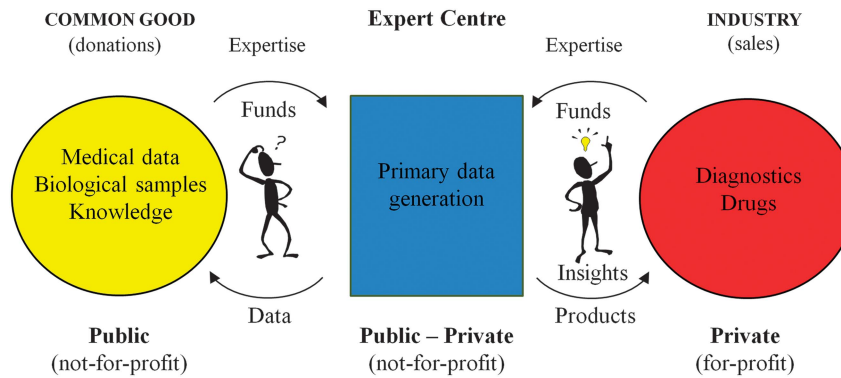 COMMON GOOD
(donations)
Expertise
Expert Centre
Expertise
INDUSTRY
(sales)
Funds
?
Funds
Medical data
Biological samples
Knowledge
Primary data
generation
Diagnostics
Drugs
Insights
Data
Products
Public
(not-for-profit)
Public – Private
(not-for-profit)
Private
(for-profit)